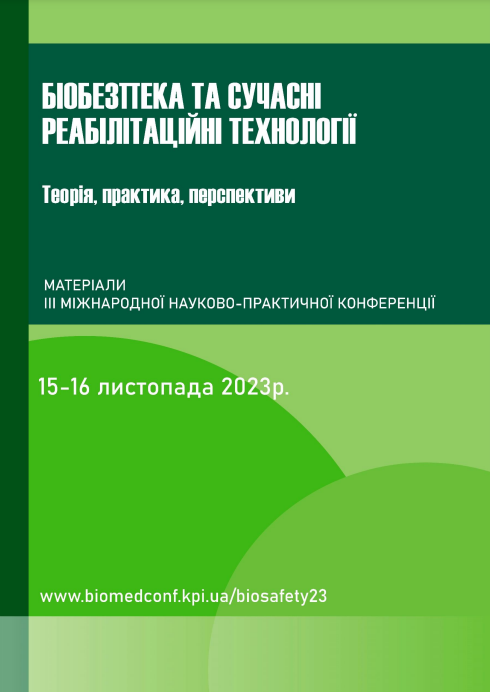 БІОБЕЗПЕКА ТА СУЧАСНІ
РЕАБІЛІТАЦІЙНІ ТЕХНОЛОГІЇ
Теорія, практика, перспективи
МАТЕРІАЛИ
ІІІ МІЖНАРОДНОЇ НАУКОВО-ПРАКТИЧНОЇ КОНФЕРЕНЦІЇ
15-16 листопада 2023р.
www.biomedconf.kpi.ua/biosafety23